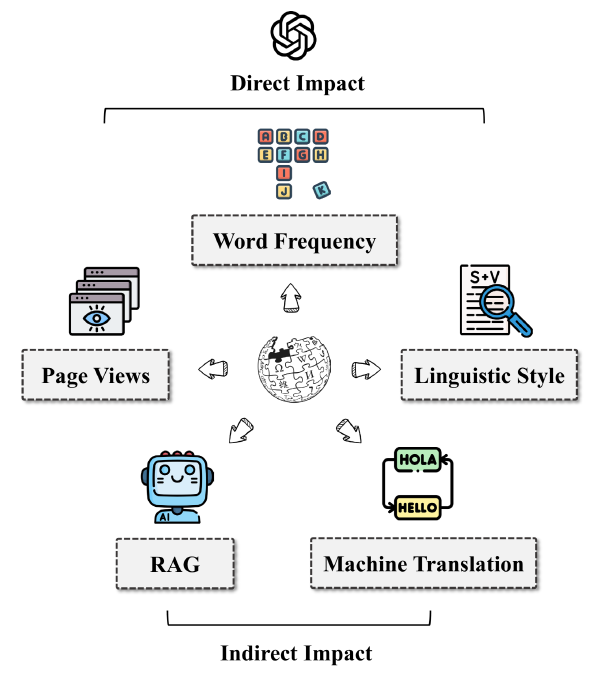 Direct Impact
A B C D
E F G H
I
J K
Word Frequency
S+V
Page Views
Linguistic Style
HOLA
HELLO
AI
RAG
Machine Translation
Indirect Impact